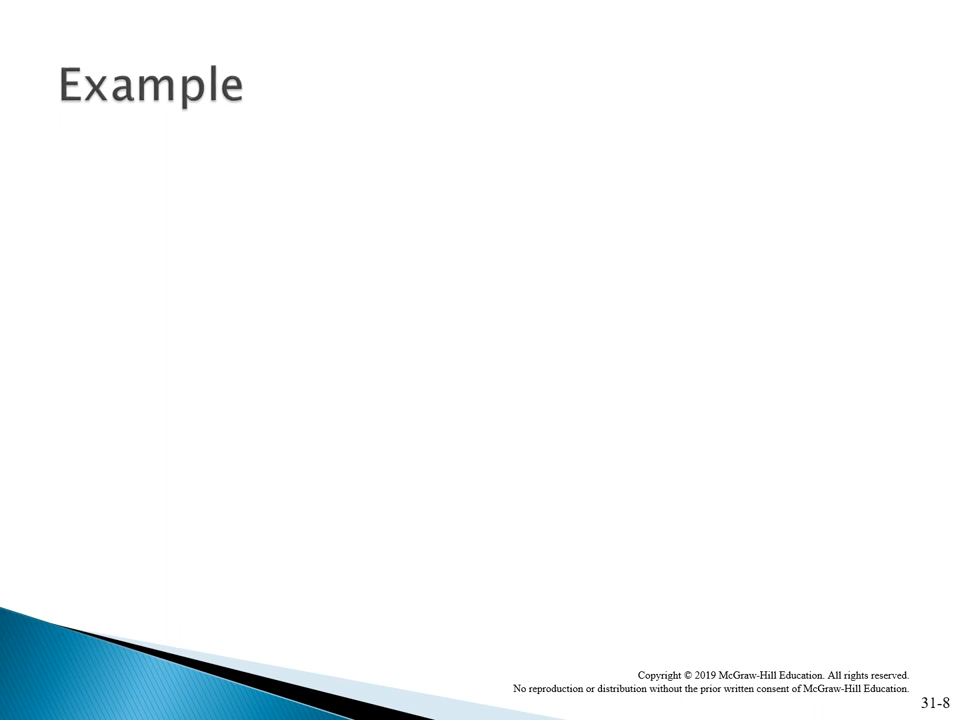 Example
Copyright © 2019 McGraw-Hill Education. All rights reserved.
No reproduction or distribution without the prior written consent of McGraw-Hill Education.
31-8